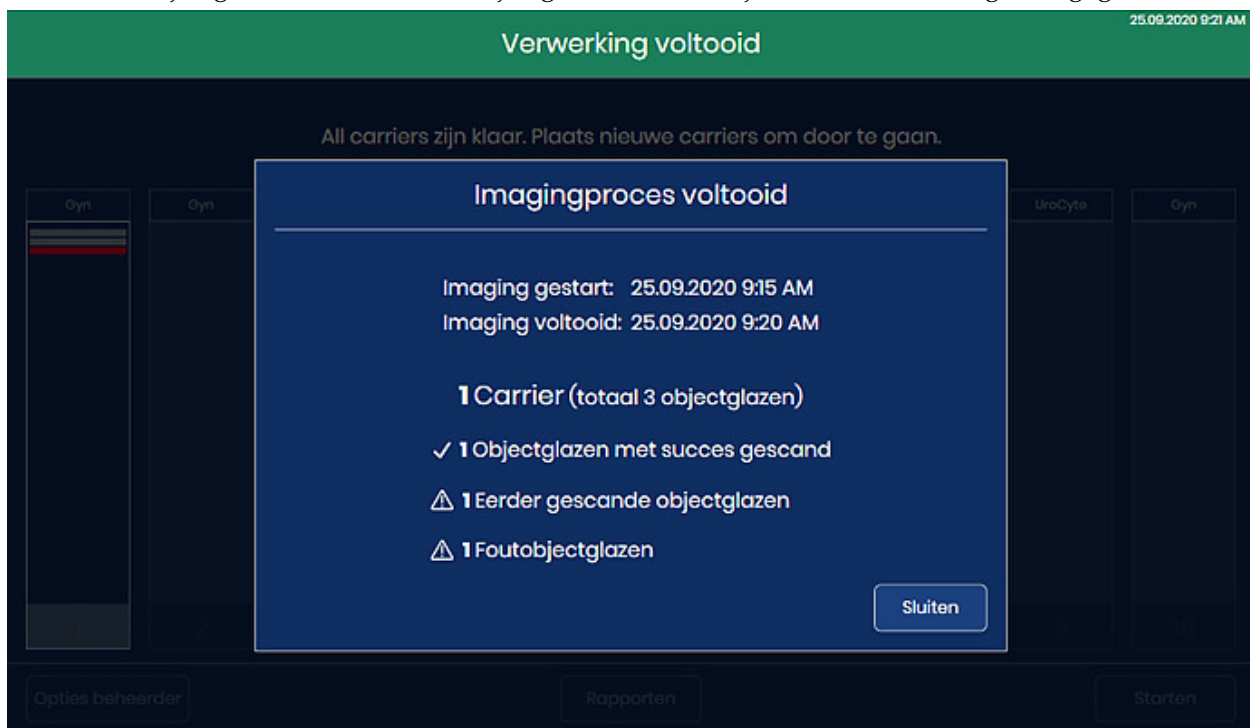 Verwerking voltooid
25.09.2020 9:21 AM
All carriers zijn klaar. Plaats nieuwe carriers om door te gaan.
Gyn
Gyn
UroCyte
Gyn
Imagingproces voltooid
Imaging gestart: 25.09.2020 9:15 AM
Imaging voltooid: 25.09.2020 9:20 AM
1 Carrier (totaal 3 objectglazen)
✓ 1 Objectglazen met succes gescand
⚠ 1 Eerder gescande objectglazen
⚠ 1 Foutobjectglazen
Sluiten
1
2
9
10
Opties beheerder
Rapporten
Starten